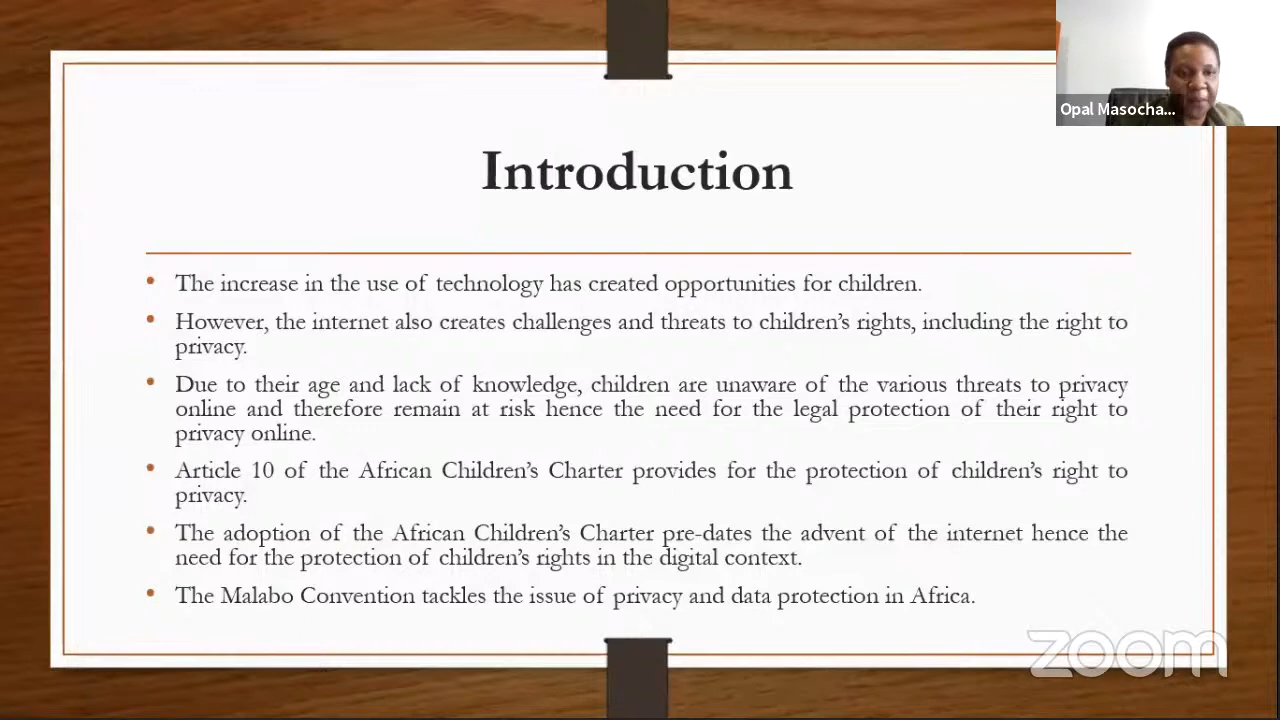 Opal Masocha...
Introduction
• The increase in the use of technology has created opportunities for children.
• However, the internet also creates challenges and threats to children's rights, including the right to
privacy.
• Due to their age and lack of knowledge, children are unaware of the various threats to privacy
online and therefore remain at risk hence the need for the legal protection of their right to
privacy online.
• Article 10 of the African Children's Charter provides for the protection of children's right to
privacy.
• The adoption of the African Children's Charter pre-dates the advent of the internet hence the
need for the protection of children's rights in the digital context.
• The Malabo Convention tackles the issue of privacy and data protection in Africa.
zoom